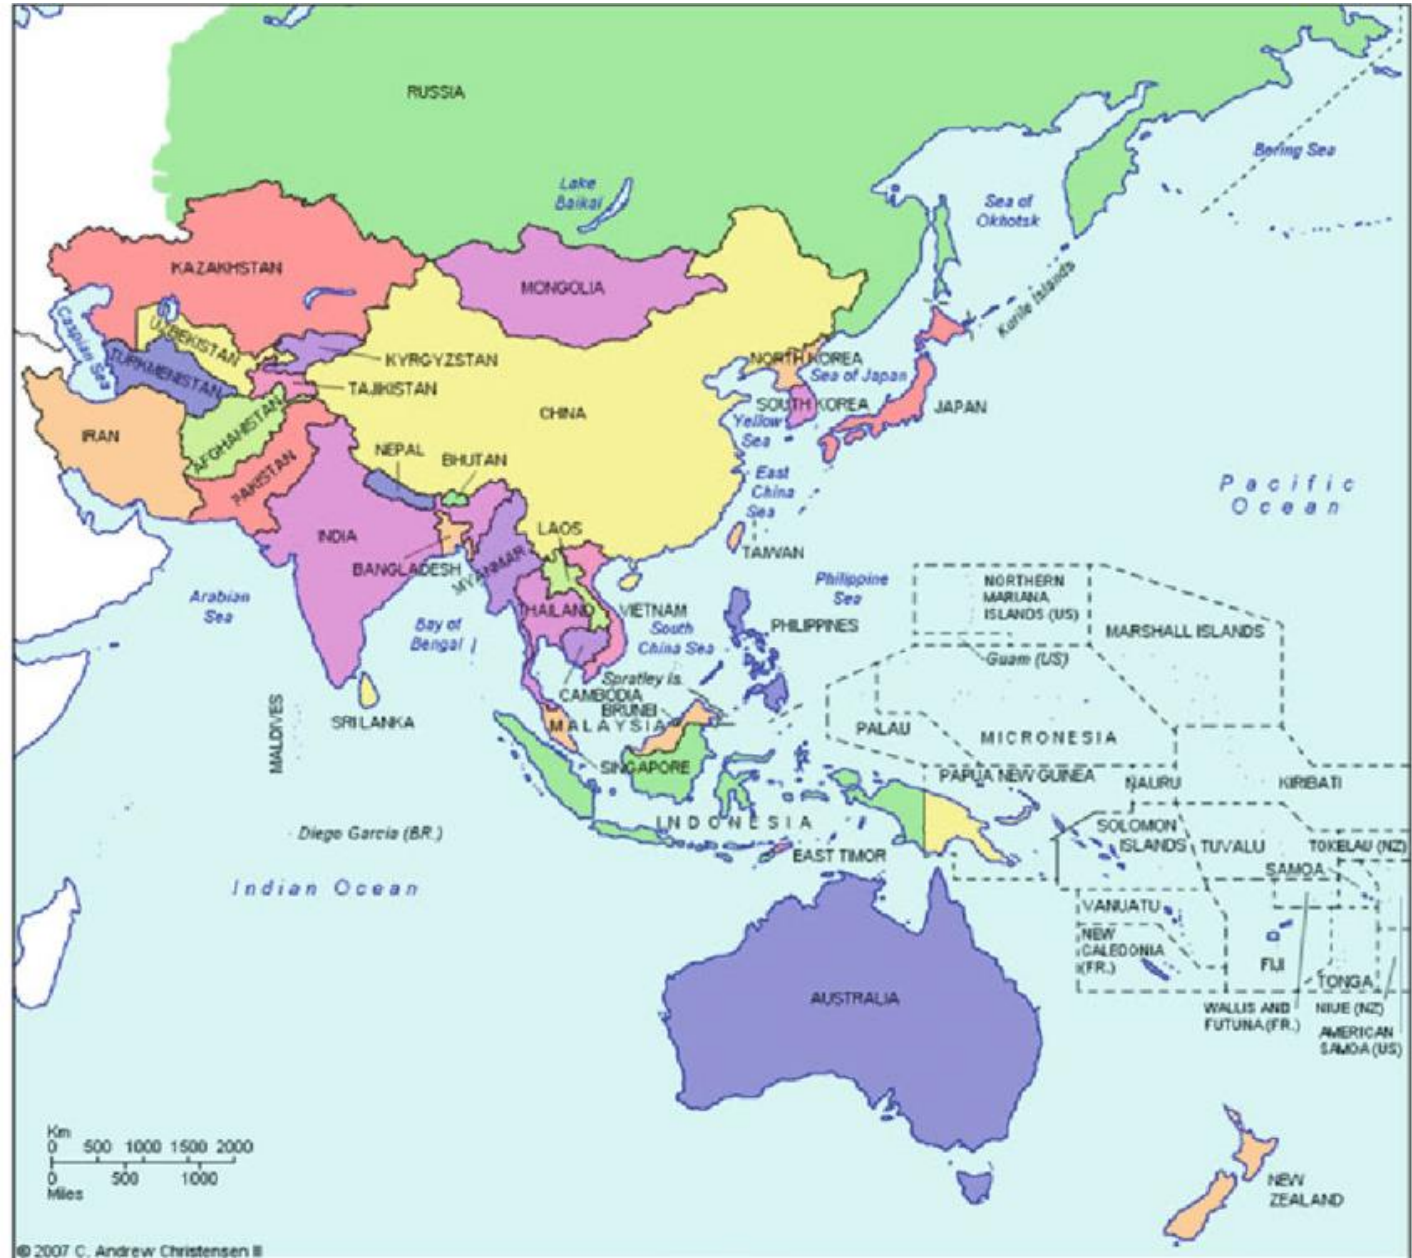 RUSSIA
Bering Sea
Lake
Baikal
Sea of
Okhotsk
KAZAKHSTAN
MONGOLIA
Kurile Islands
Caspian
Sea
UZBEKISTAN
TURKMENISTAN
KYRGYZSTAN
TAJIKISTAN
NORTH KOREA
Sea of Japan
SOUTH KOREA
JAPAN
CHINA
Yellow
Sea
IRAN
AFGHANISTAN
PAKISTAN
NEPAL
BHUTAN
East
China
Sea
Pacific
Ocean
INDIA
LAOS
BANGLADESH
MYANMAR
TAIWAN
Arabian
Sea
Bay of
Bengal
THAILAND
VIETNAM
South
China Sea
Philippine
Sea
PHILIPPINES
NORTHERN
MARIANA
ISLANDS (US)
MARSHALL ISLANDS
Guam (US)
Spratley is.
CAMBODIA
BRUNEI
MALAYSIA
SRI LANKA
MALDIVES
PALAU
MICRONESIA
SINGAPORE
PAPUA NEW GUINEA
NAURU
KIRIBATI
Diego Garcia (BR.)
INDONESIA
EAST TIMOR
SOLOMON
ISLANDS
TUVALU
TOKELAU (NZ)
SAMOA
Indian Ocean
VANUATU
NEW
CALEDONIA
(FR.)
FIJI
TONGA
AUSTRALIA
WALLIS AND
FUTUNA (FR.)
NIUE (NZ)
AMERICAN
SAMOA (US)
Km
0 500 1000 1500 2000
0 500 1000
Miles
NEW
ZEALAND
© 2007 C. Andrew Christensen III